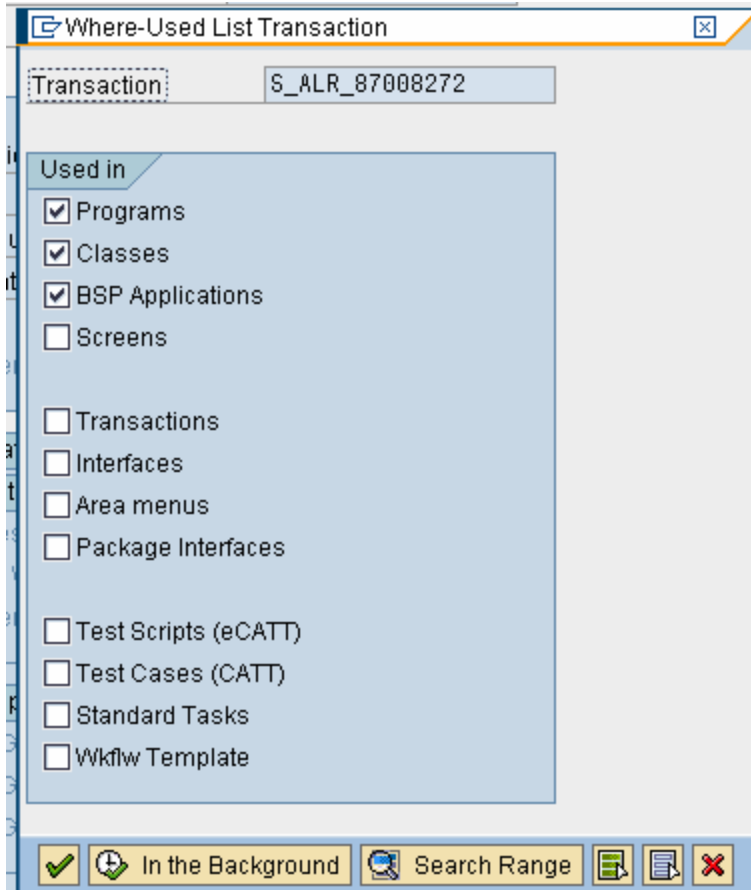 Where-Used List Transaction
Transaction S_ALR_87008272
Used in
Programs
Classes
BSP Applications
Screens
Transactions
Interfaces
Area menus
Package Interfaces
Test Scripts (eCATT)
Test Cases (CATT)
Standard Tasks
Wkflw Template
In the Background Search Range